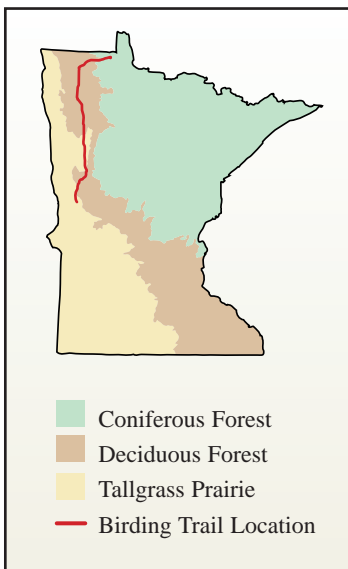 Coniferous Forest
Deciduous Forest
Tallgrass Prairie
Birding Trail Location